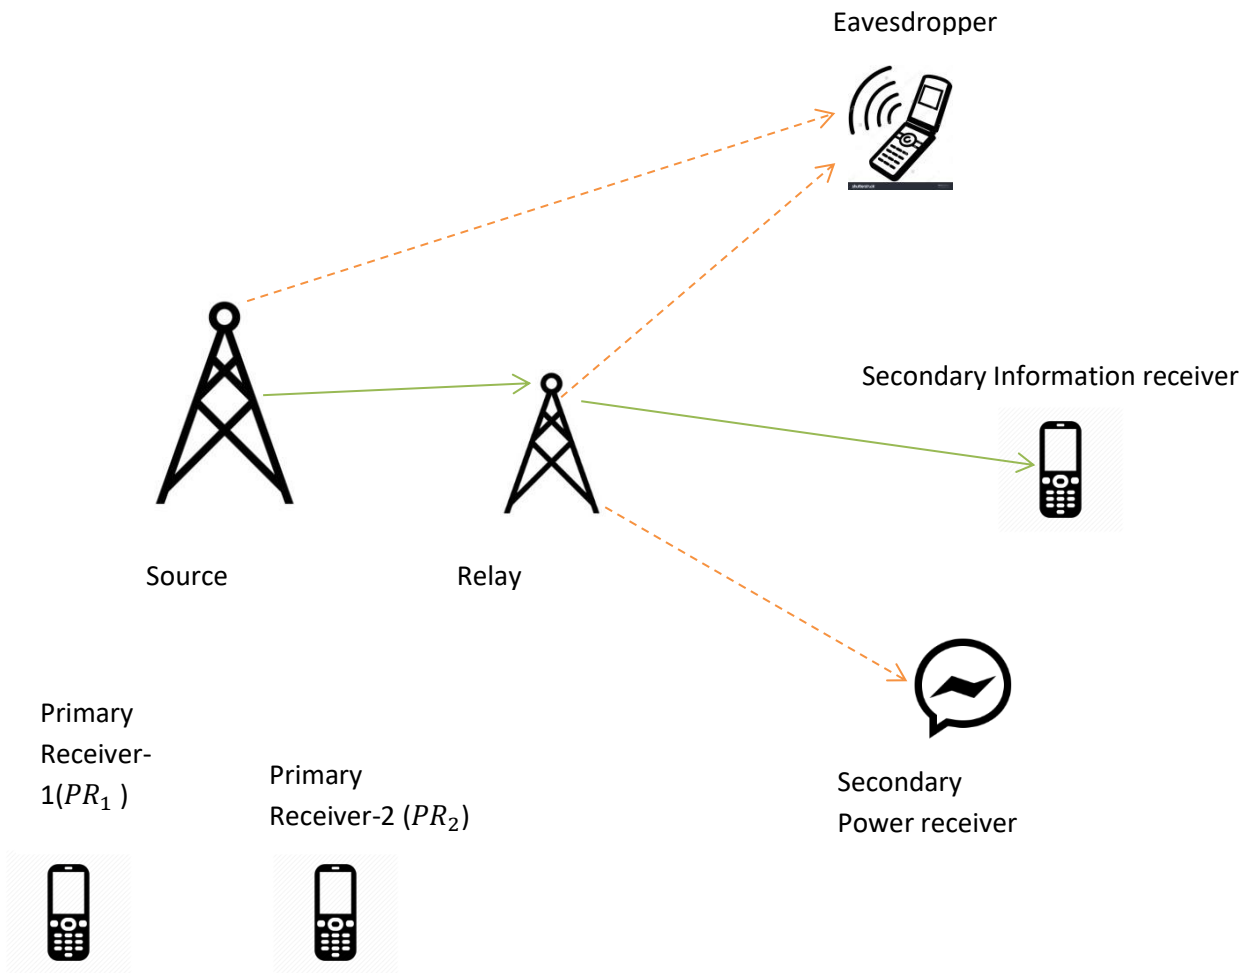 Eavesdropper
Secondary Information receiver
Source
Relay
Primary
Receiver-
1(𝑃𝑅₁ )
Primary
Receiver-2 (𝑃𝑅₂)
Secondary
Power receiver